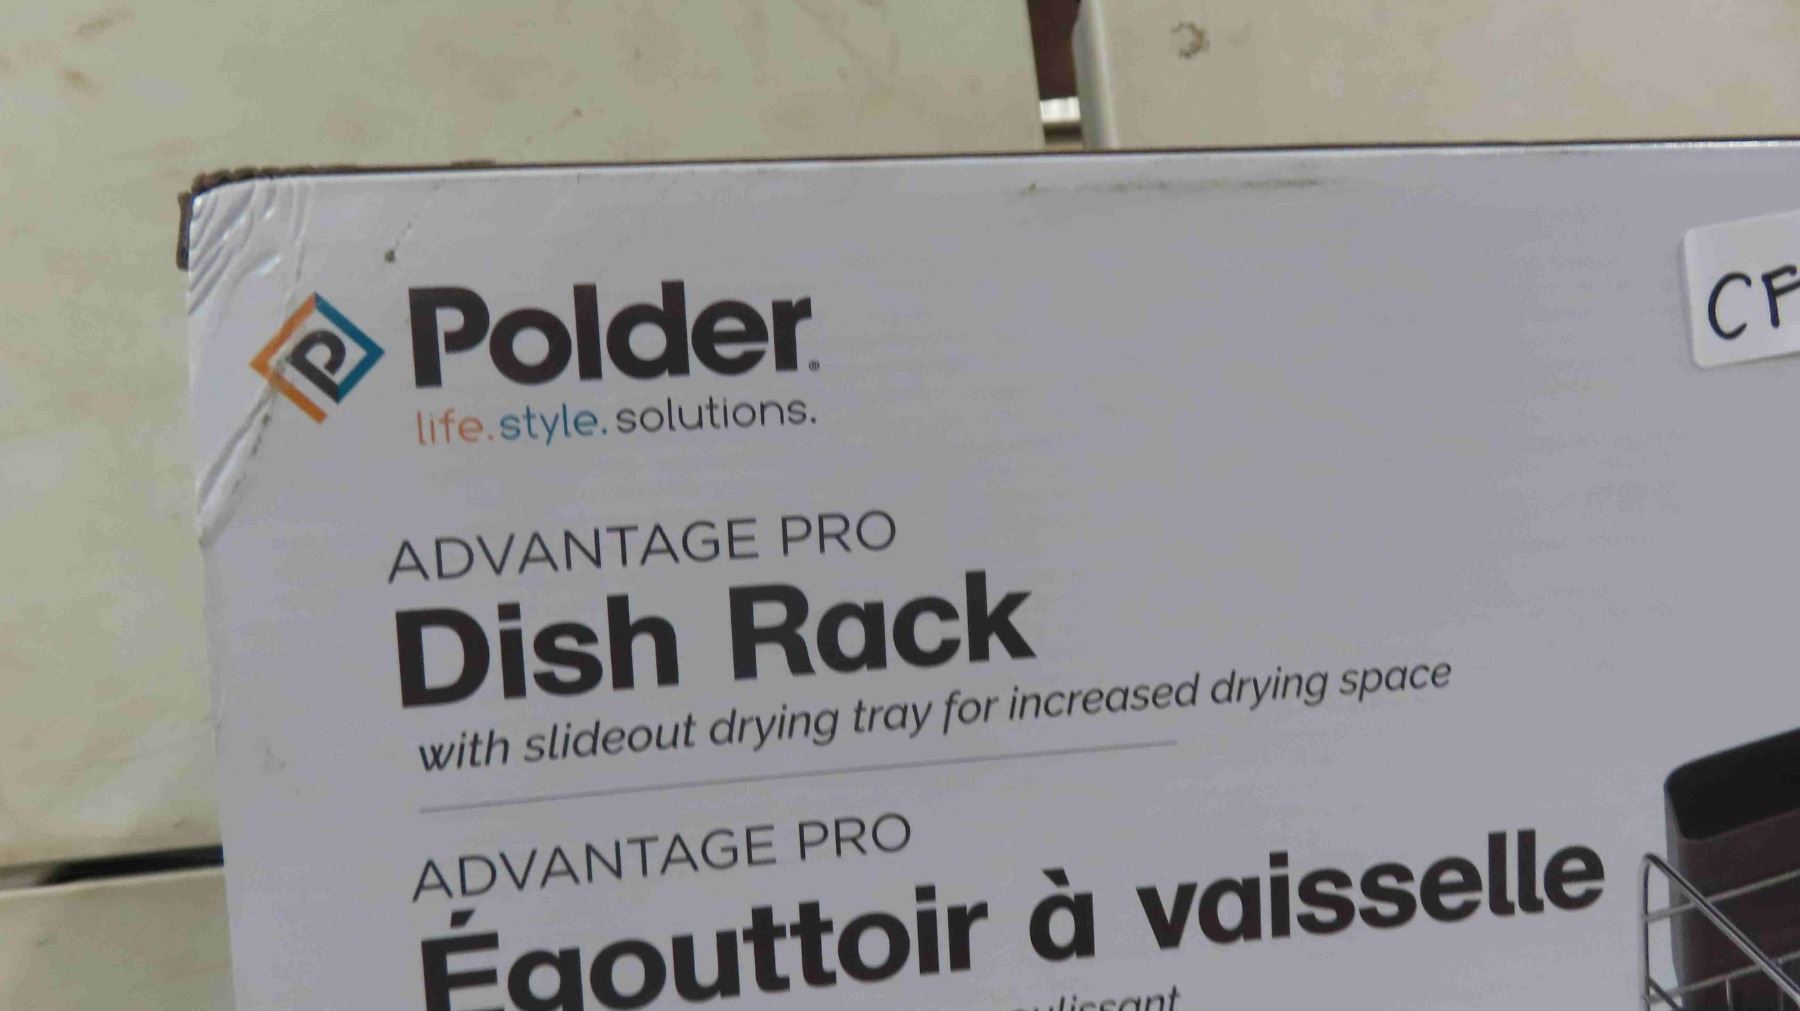 Polder®
life.style.solutions.
CF
ADVANTAGE PRO
Dish Rack
with slideout drying tray for increased drying space
ADVANTAGE PRO
Égouttoir à vaisselle